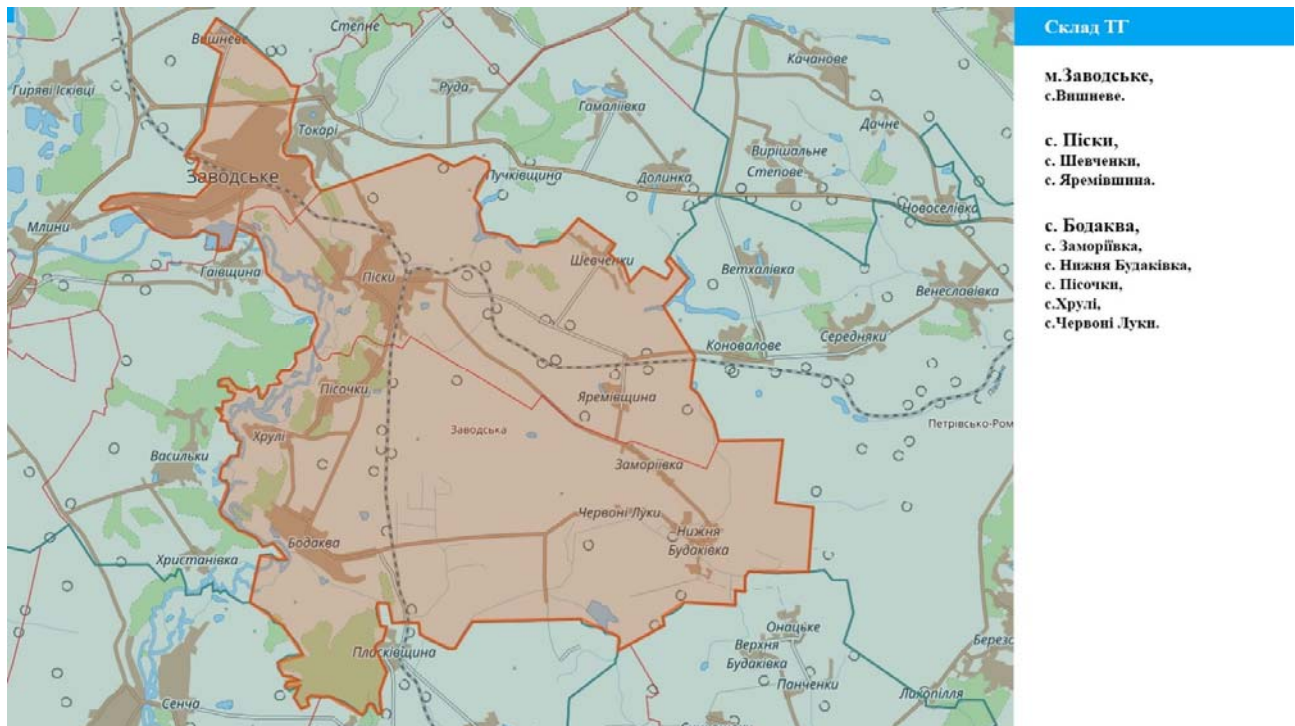 Склад ТГ
м.Заводське,
с.Вишневе.
с. Піски,
с. Шевченки,
с. Яремівшина.
с. Бодаква,
с. Заморіївка,
с. Нижня Будаківка,
с. Пісочки,
с.Хрулі,
с.Червоні Луки.
Вишневе
Степне
Качанове
Гиряві Ісківці
Руда
Гамаліївка
Токарі
Дачне
Вирішальне
Степове
Заводське
Пучківщина
Долинка
Новоселівка
Млини
Гаївщина
Піски
Шевченки
Ветхалівка
Венеславівка
Коновалове
Середняки
Пісочки
Яремівщина
Заводська
Петрівсько-Ром
Хрулі
Васильки
Заморіївка
Червоні Луки
Нижня
Будаківка
Бодаква
Христанівка
Онацьке
Верхня
Будаківка
Березо
Плосківщина
Панченки
Лахопілля
Сенча